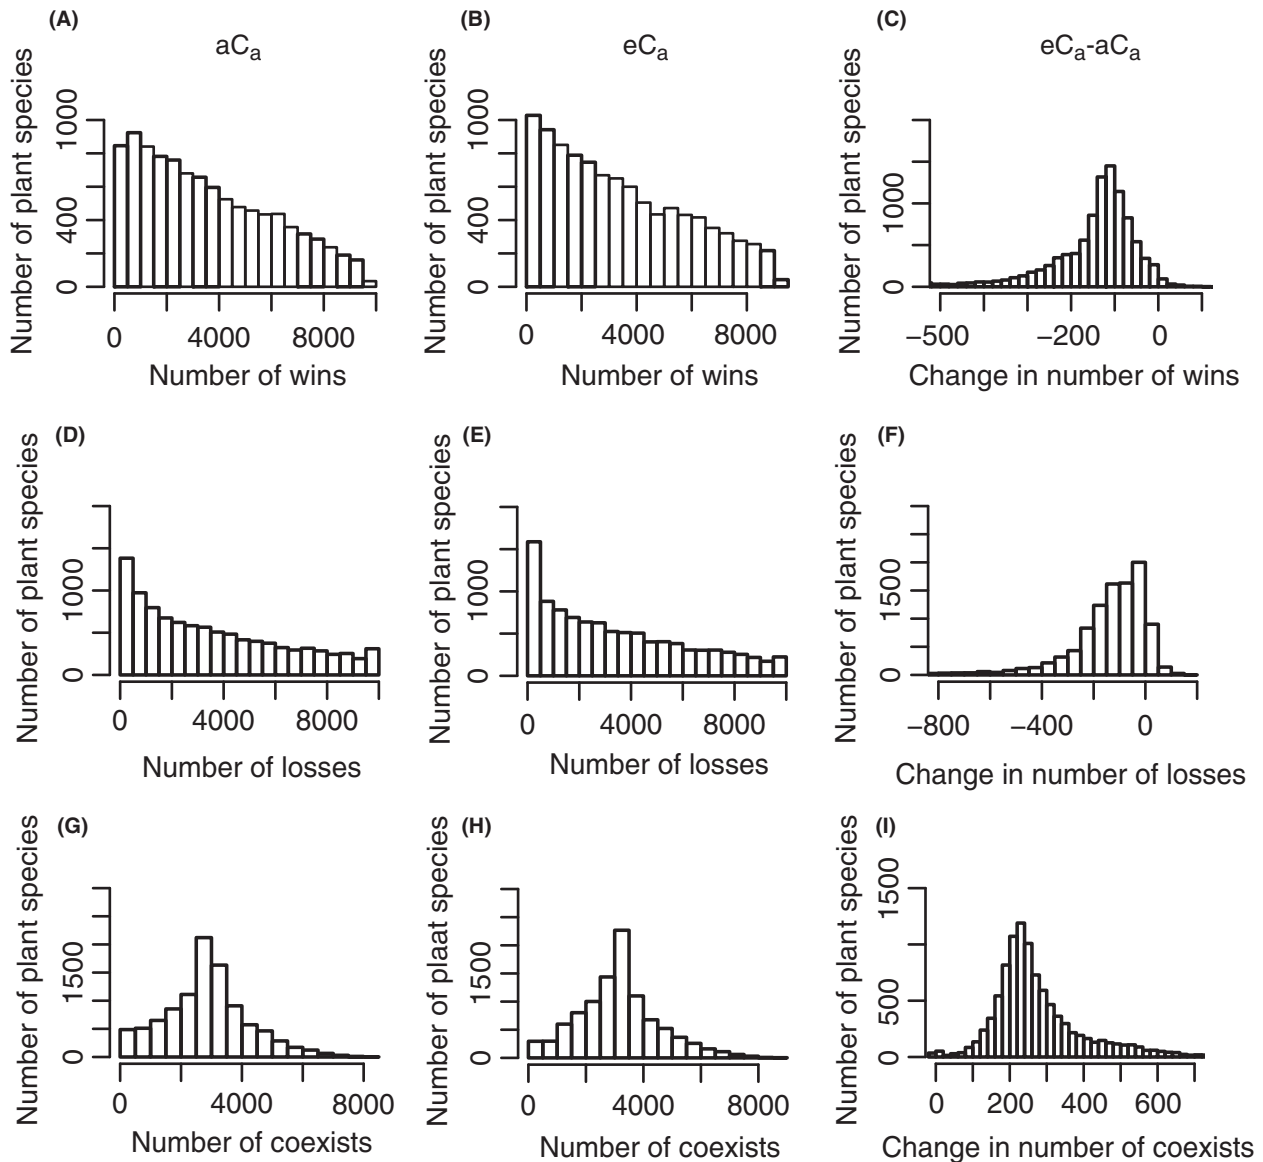 (A)
aCa
Number of plant species
0 400 1000
0 4000 8000
Number of wins
(B)
eCa
Number of plant species
0 400 1000
0 4000 8000
Number of wins
(C)
eCa-aCa
Number of plant species
0 1000
−500 −200 0
Change in number of wins
(D)
Number of plant species
0 1000
0 4000 8000
Number of losses
(E)
Number of plant species
0 1000
0 4000 8000
Number of losses
(F)
Number of plant species
0 1500
−800 −400 0
Change in number of losses
(G)
Number of plant species
0 1500
0 4000 8000
Number of coexists
(H)
Number of plaat species
0 1500
0 4000 8000
Number of coexists
(I)
Number of plant species
0 500 1500
0 200 400 600
Change in number of coexists